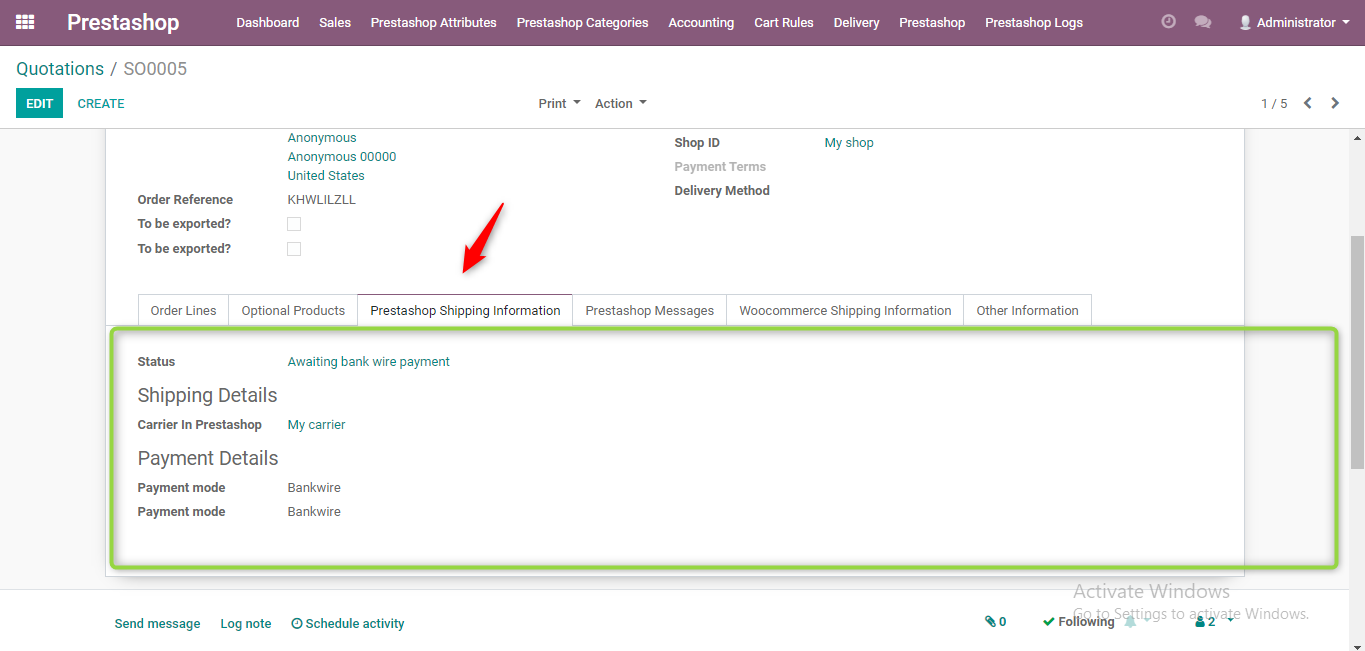 Prestashop Dashboard Sales Prestashop Attributes Prestashop Categories Accounting Cart Rules Delivery Prestashop Prestashop Logs Administrator
Quotations / SO0005
EDIT CREATE Print Action 1 / 5
Anonymous
Anonymous 00000
United States
Order Reference KHWLILZLL
To be exported?
To be exported?
Shop ID My shop
Payment Terms
Delivery Method
Order Lines Optional Products Prestashop Shipping Information Prestashop Messages Woocommerce Shipping Information Other Information
Status Awaiting bank wire payment
Shipping Details
Carrier In Prestashop My carrier
Payment Details
Payment mode Bankwire
Payment mode Bankwire
Activate Windows
Go to Settings to activate Windows.
Send message Log note Schedule activity 0 Following 2